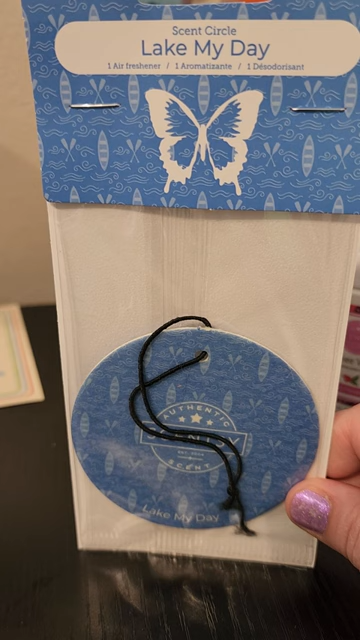 Scent Circle
Lake My Day
1 Air freshener / 1 Aromatizante / 1 Désodorisant
AUTHENTIC
SCENT
Lake My Day